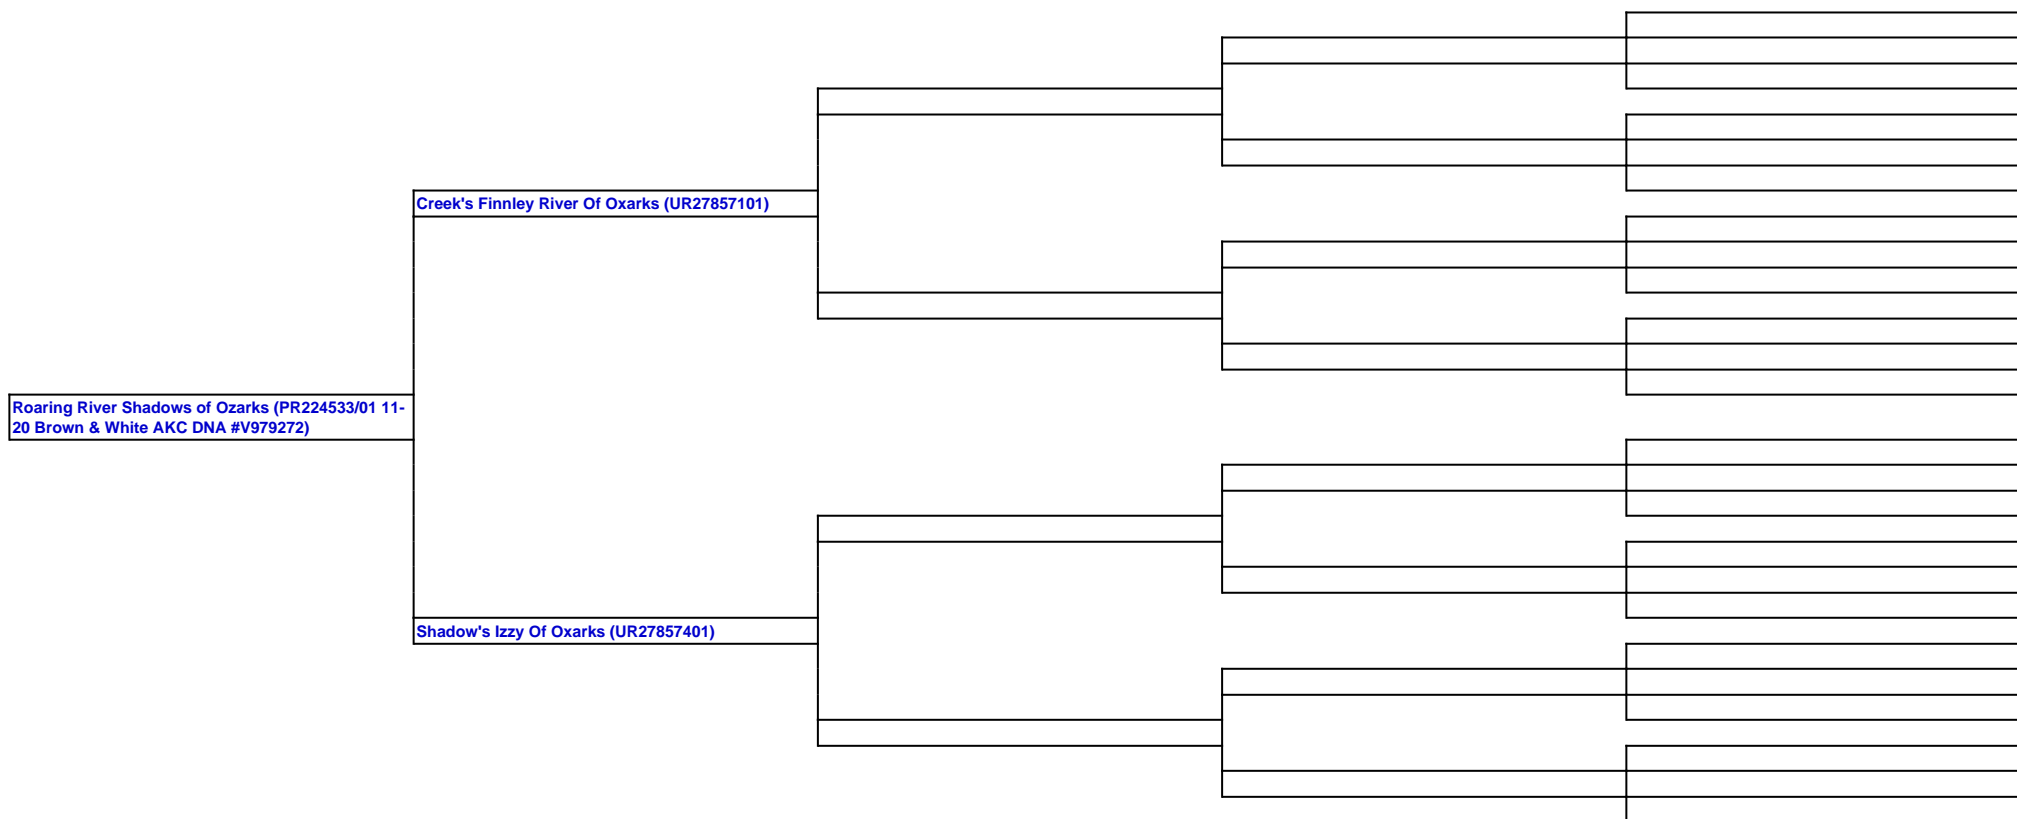 Creek's Finnley River Of Oxarks (UR27857101)
Roaring River Shadows of Ozarks (PR224533/01 11-
20 Brown & White AKC DNA #V979272)
Shadow's Izzy Of Oxarks (UR27857401)